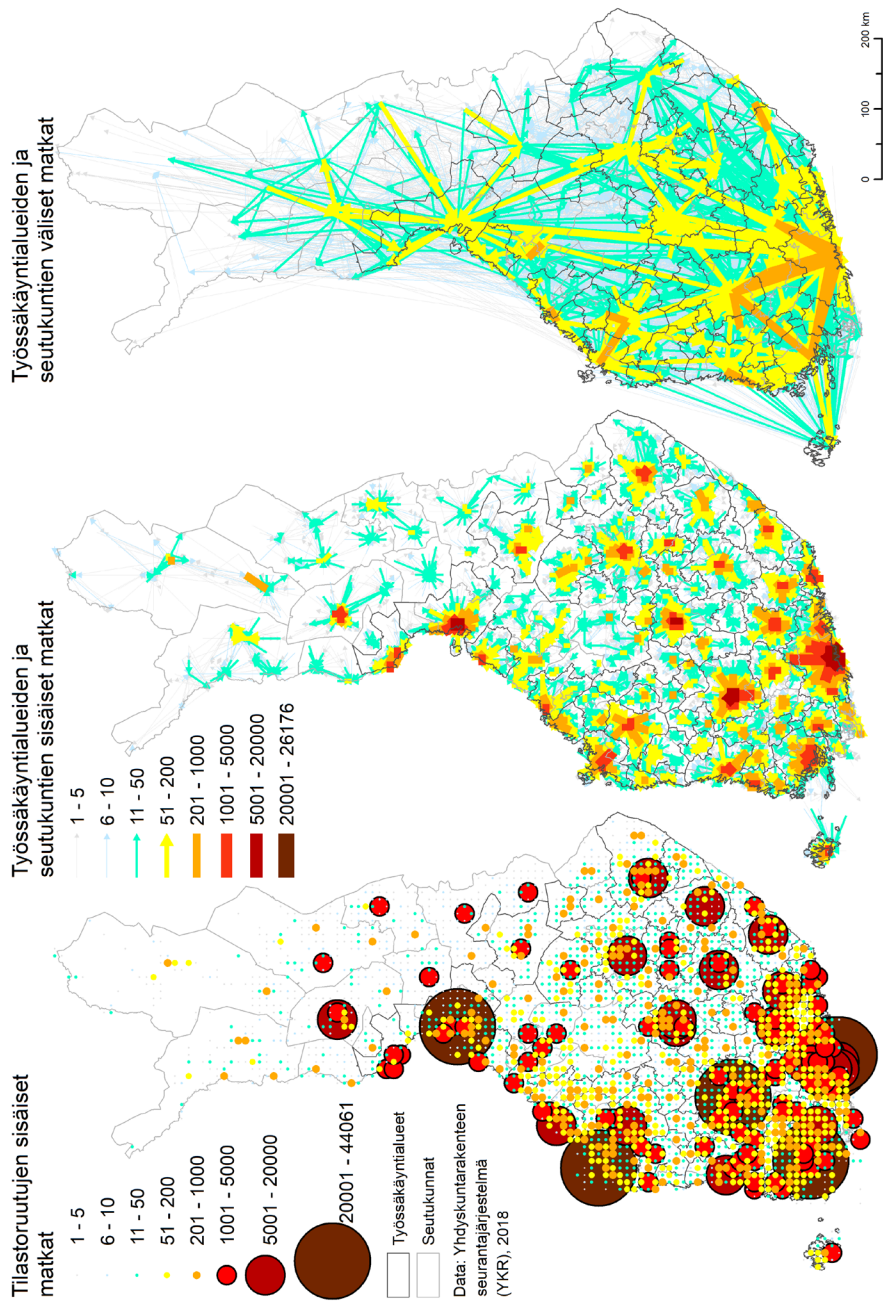 Tilastoruutujen sisäiset
matkat
1 - 5
6 - 10
11 - 50
51 - 200
201 - 1000
1001 - 5000
5001 - 20000
20001 - 44061
Työssäkäyntialueet
Seutukunnat
Data: Yhdyskuntarakenteen
seurantajärjestelmä
(YKR), 2018
Työssäkäyntialueiden ja
seutukuntien sisäiset matkat
1 - 5
6 - 10
11 - 50
51 - 200
201 - 1000
1001 - 5000
5001 - 20000
20001 - 26176
Työssäkäyntialueiden ja
seutukuntien väliset matkat
0 100 200 km